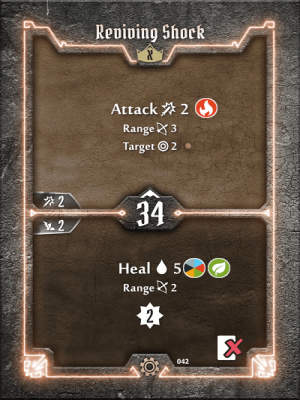 Reviving Shock
X
Attack 2
Range 3
Target 2
2
34
2
Heal 5
Range 2
2
042